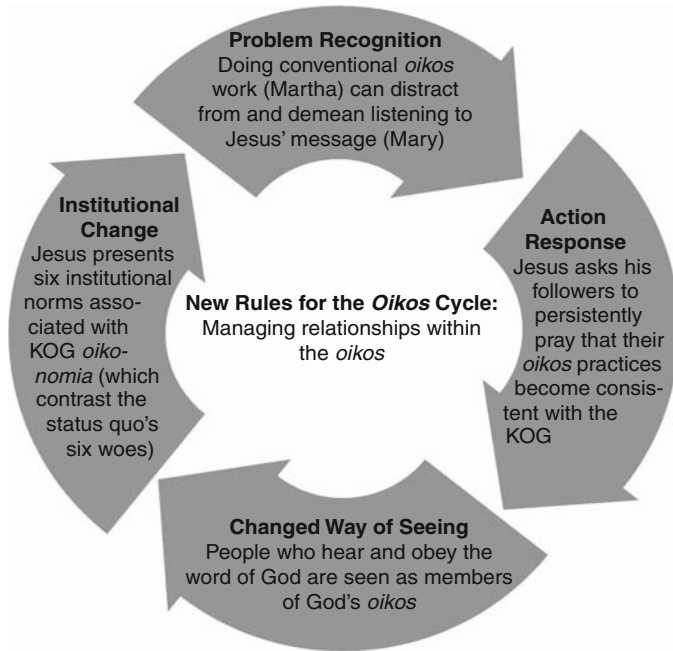 Problem Recognition
Doing conventional oikos
work (Martha) can distract
from and demean listening to
Jesus' message (Mary)
Action
Response
Jesus asks his
followers to
persistently
pray that their
oikos practices
become consis-
tent with the
KOG
Changed Way of Seeing
People who hear and obey the
word of God are seen as members
of God's oikos
Institutional
Change
Jesus presents
six institutional
norms asso-
ciated with
KOG oiko-
nomia (which
contrast the
status quo's
six woes)
New Rules for the Oikos Cycle:
Managing relationships within
the oikos